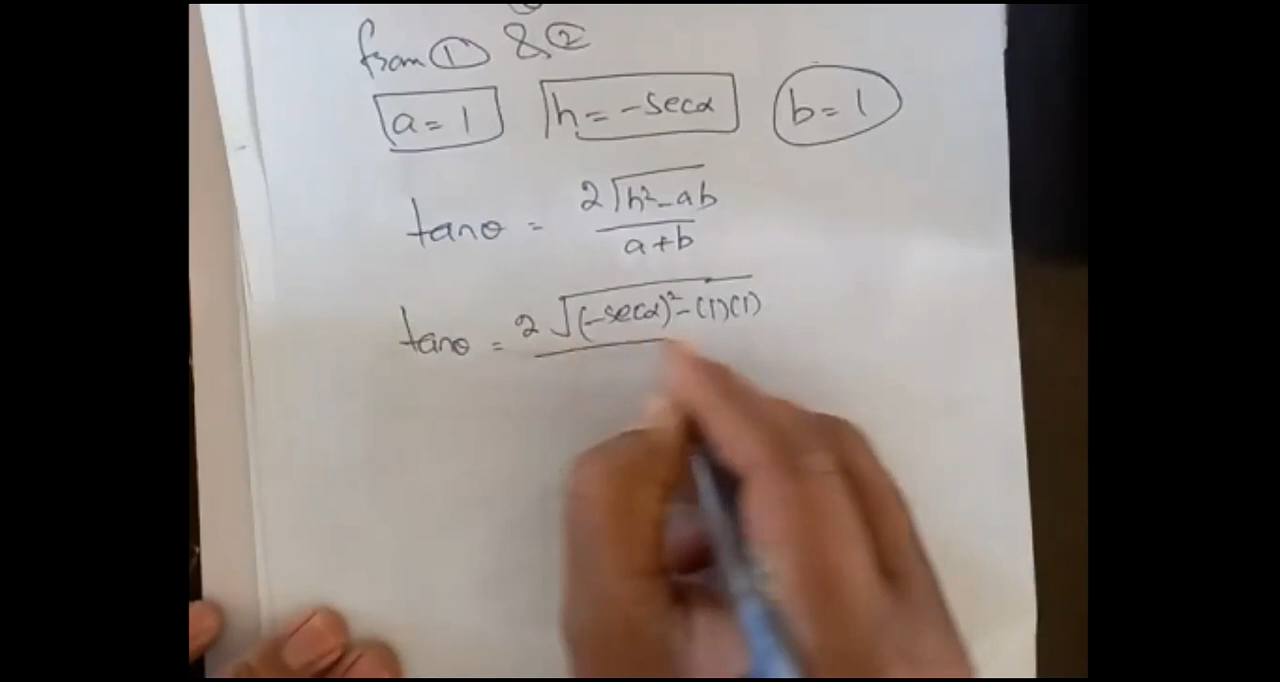 from ① & ②
a = 1 h = -secα b = 1
tanθ = 2√(h²-ab) / a+b
tanθ = 2√((-secα)²-(1)(1))